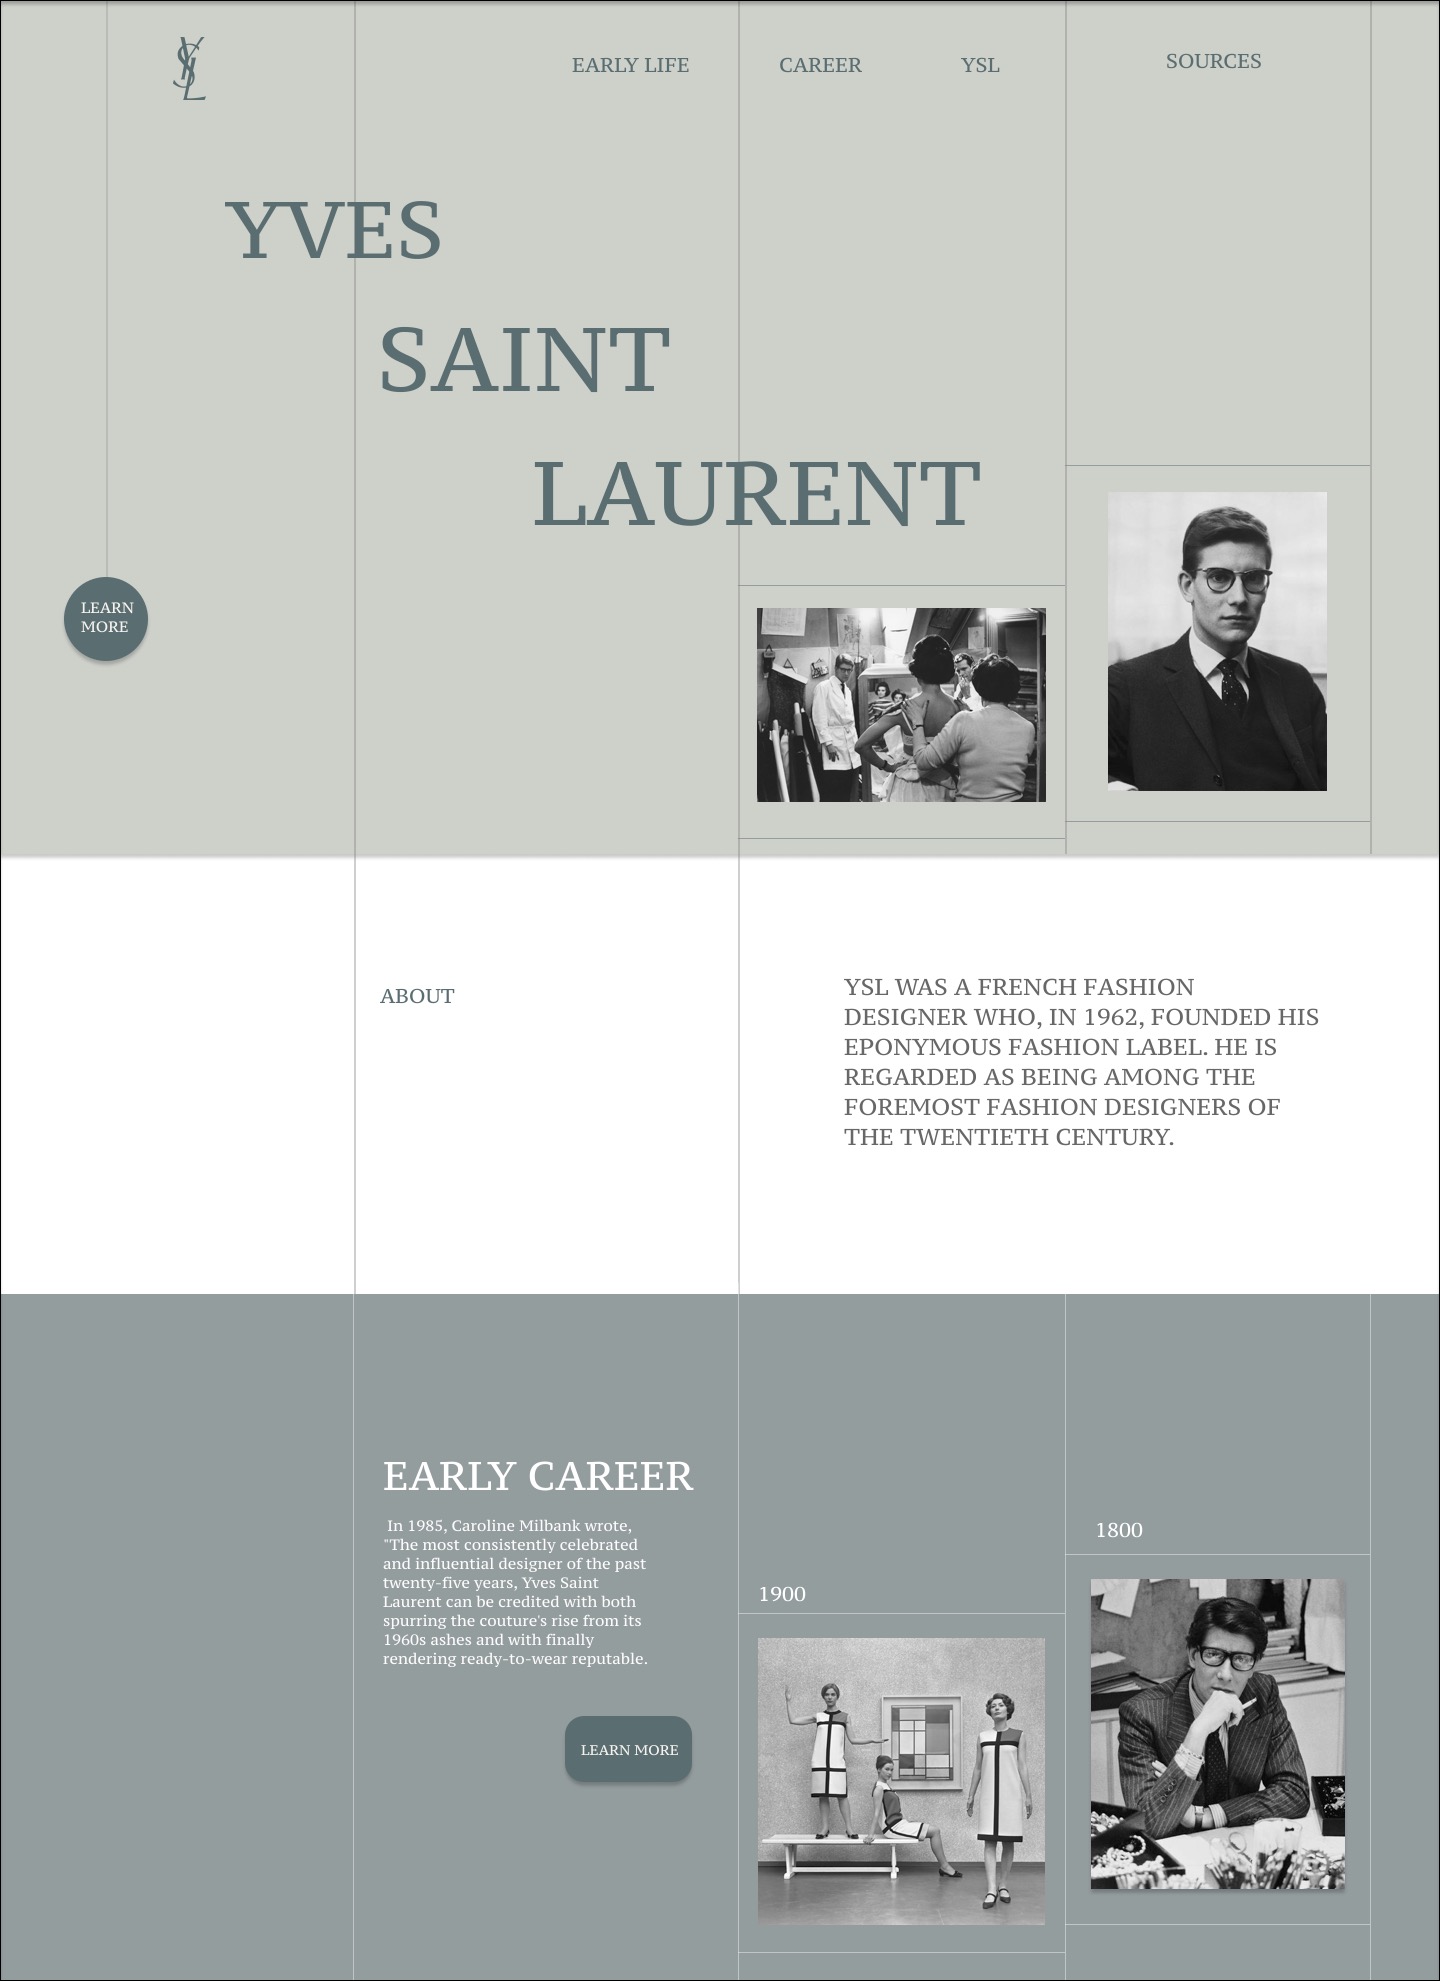 YSL
EARLY LIFE
CAREER
YSL
SOURCES
YVES
SAINT
LAURENT
LEARN
MORE
ABOUT
YSL WAS A FRENCH FASHION
DESIGNER WHO, IN 1962, FOUNDED HIS
EPONYMOUS FASHION LABEL. HE IS
REGARDED AS BEING AMONG THE
FOREMOST FASHION DESIGNERS OF
THE TWENTIETH CENTURY.
EARLY CAREER
In 1985, Caroline Milbank wrote,
"The most consistently celebrated
and influential designer of the past
twenty-five years, Yves Saint
Laurent can be credited with both
spurring the couture's rise from its
1960s ashes and with finally
rendering ready-to-wear reputable.
LEARN MORE
1900
1800